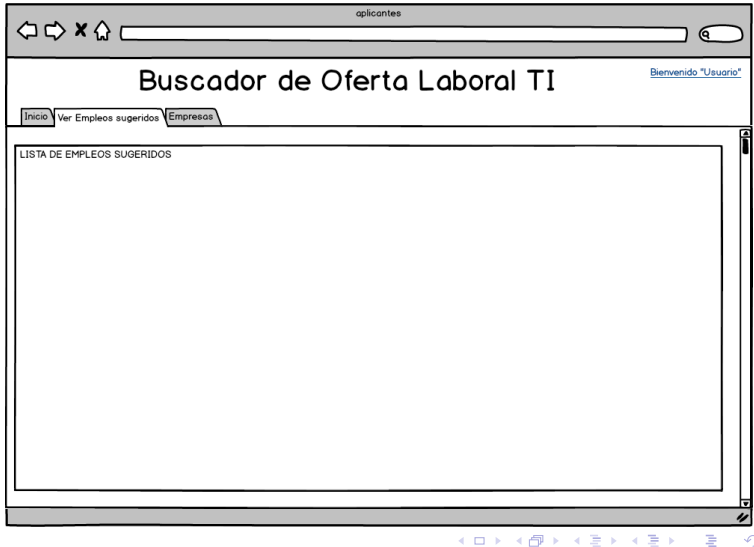 aplicantes
Buscador de Oferta Laboral TI
Bienvenido "Usuario"
Inicio
Ver Empleos sugeridos
Empresas
LISTA DE EMPLEOS SUGERIDOS